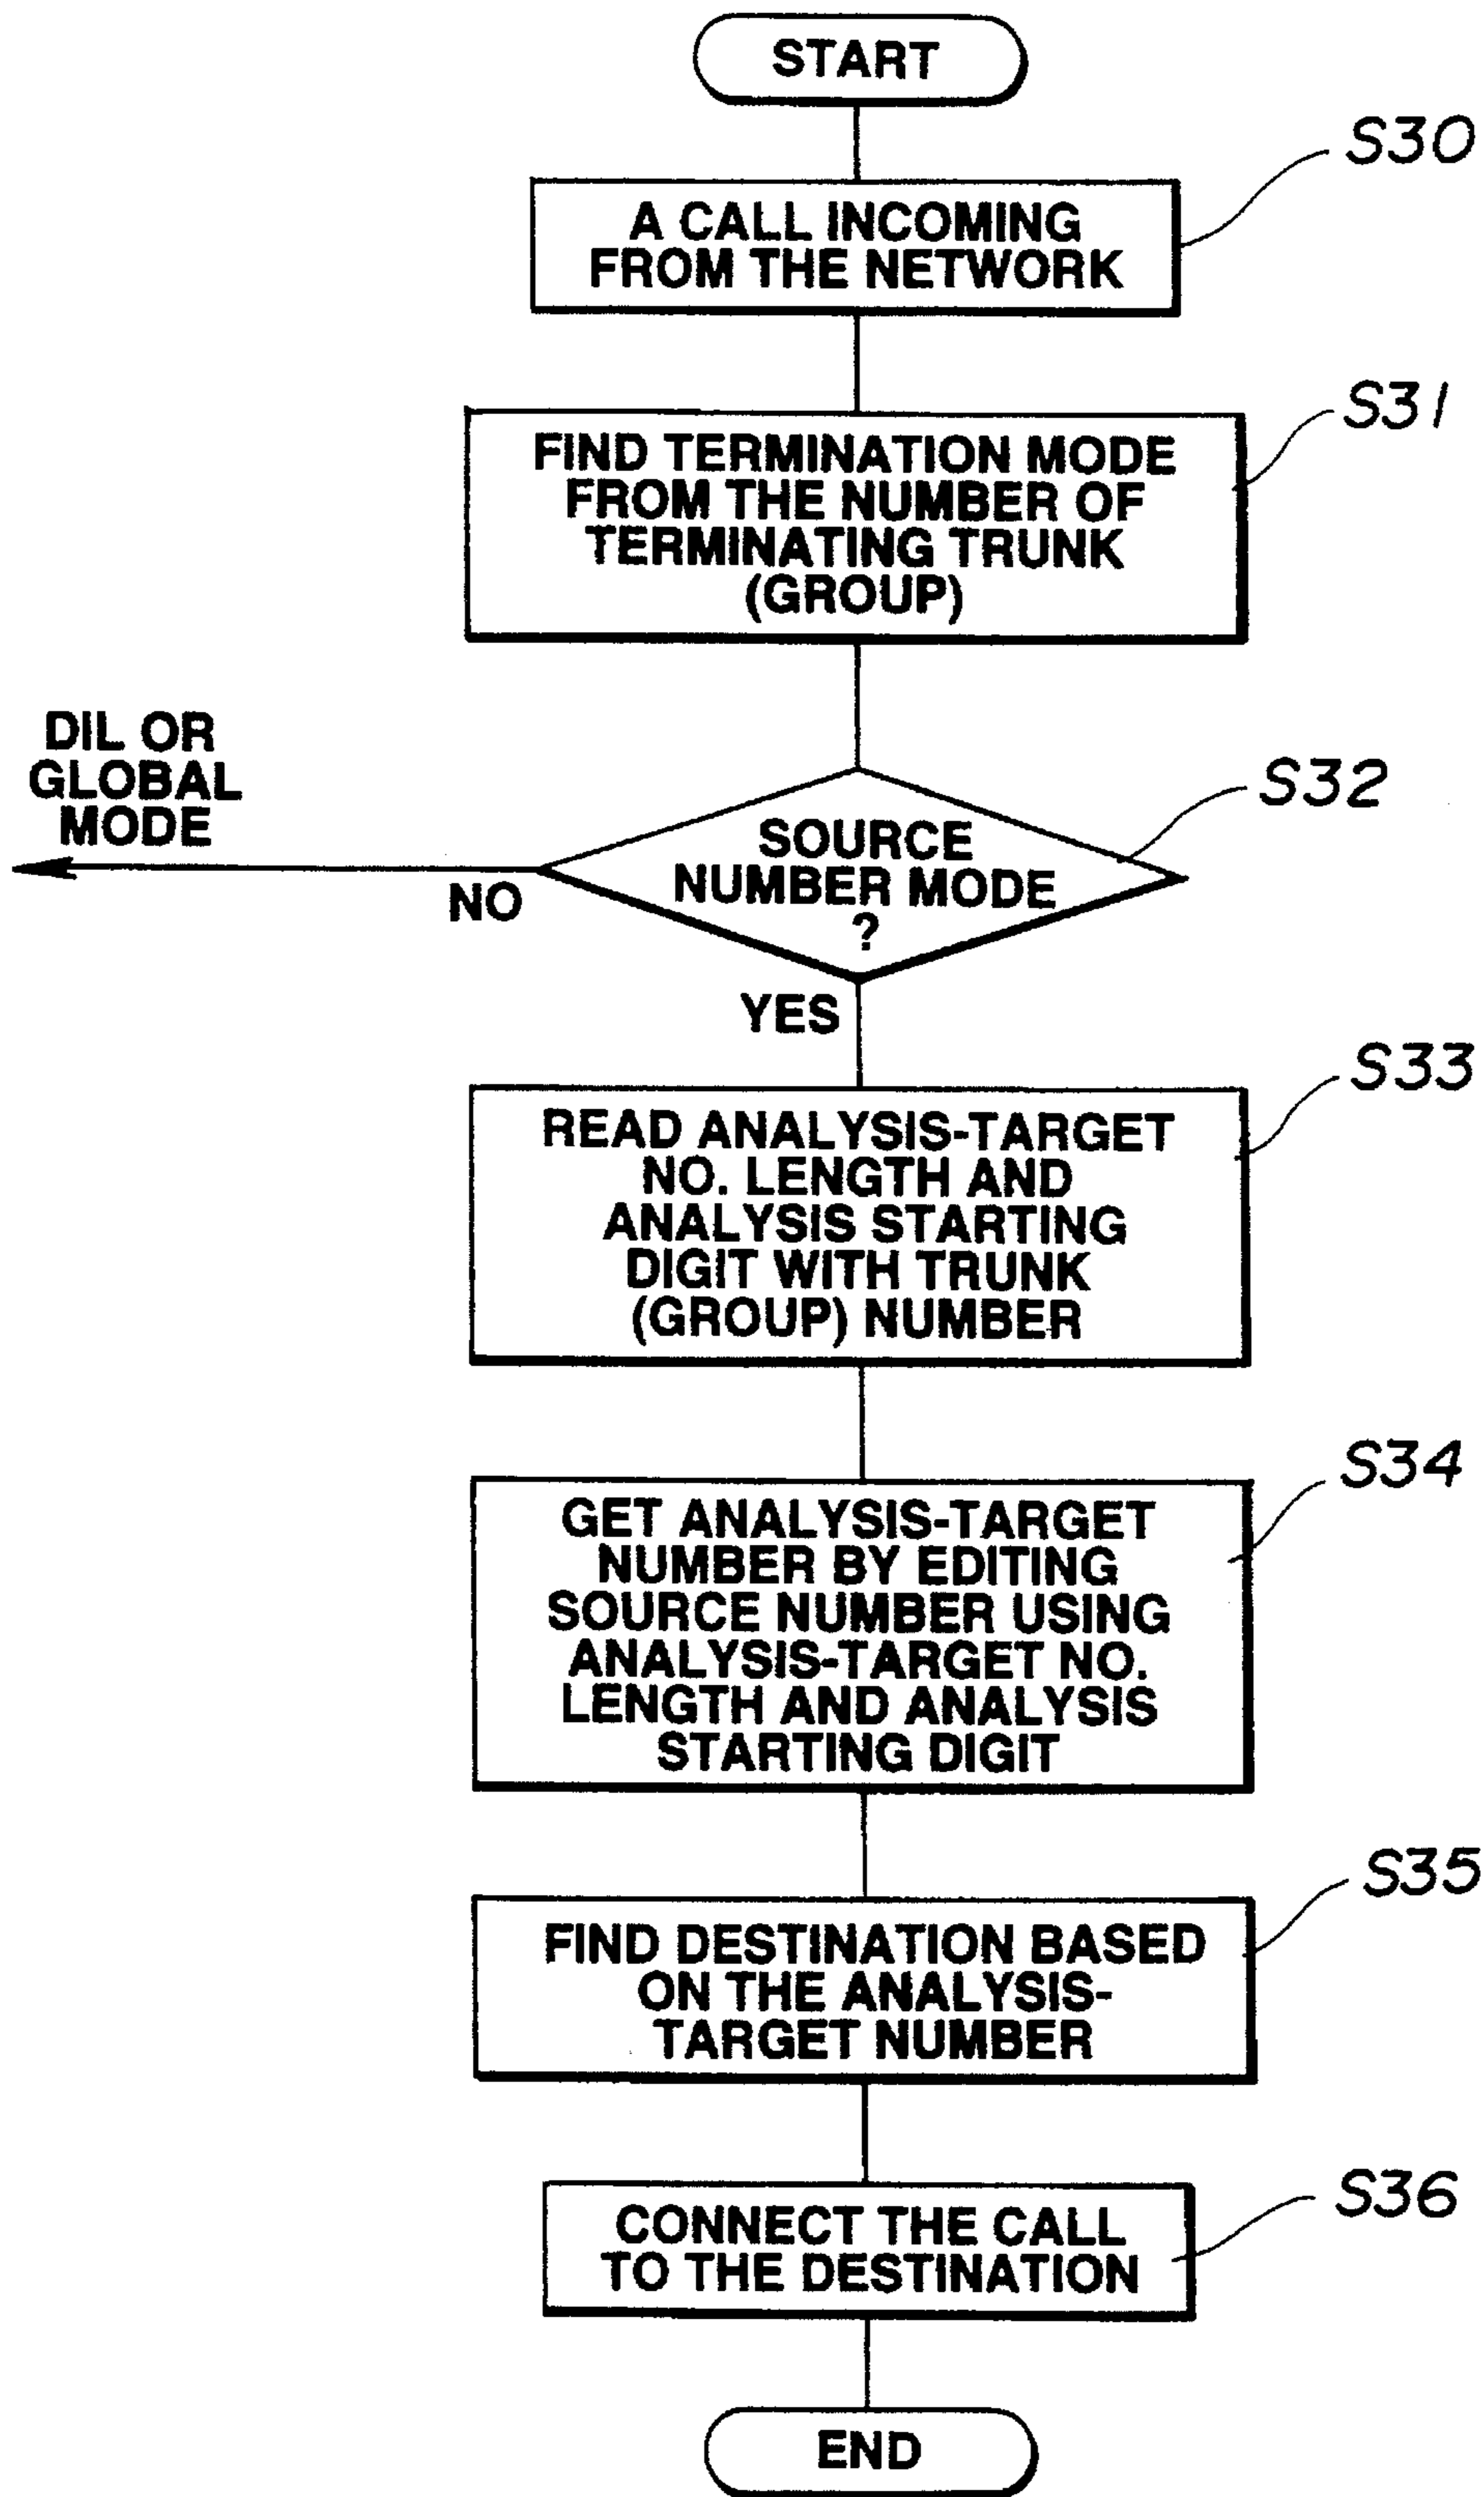 START
S30
A CALL INCOMING
FROM THE NETWORK
S31
FIND TERMINATION MODE
FROM THE NUMBER OF
TERMINATING TRUNK
(GROUP)
DIL OR
GLOBAL
MODE
S32
SOURCE
NUMBER MODE
?
NO
YES
S33
READ ANALYSIS-TARGET
NO. LENGTH AND
ANALYSIS STARTING
DIGIT WITH TRUNK
(GROUP) NUMBER
S34
GET ANALYSIS-TARGET
NUMBER BY EDITING
SOURCE NUMBER USING
ANALYSIS-TARGET NO.
LENGTH AND ANALYSIS
STARTING DIGIT
S35
FIND DESTINATION BASED
ON THE ANALYSIS-
TARGET NUMBER
S36
CONNECT THE CALL
TO THE DESTINATION
END